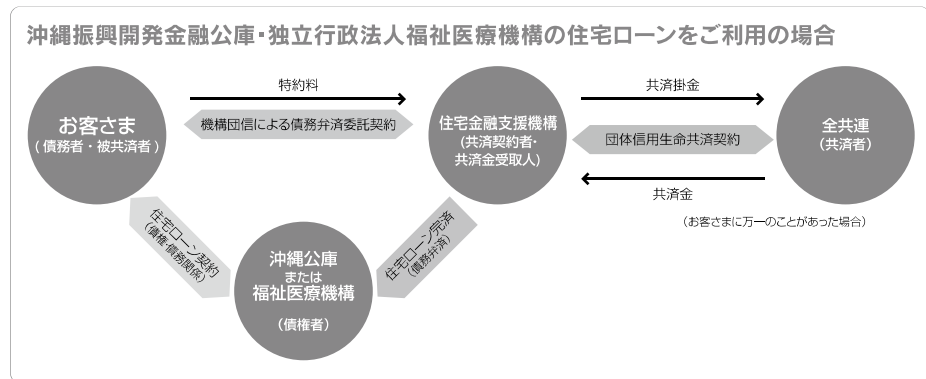 沖縄振興開発金融公庫・独立行政法人福祉医療機構の住宅ローンをご利用の場合
お客さま
(債務者・被共済者)
特約料
機構団信による債務弁済委託契約
住宅金融支援機構
(共済契約者・
共済金受取人)
共済掛金
団体信用生命共済契約
共済金
(お客さまに万一のことがあった場合)
全共連
(共済者)
住宅ローン契約
(債権・債務関係)
沖縄公庫
または
福祉医療機構
(債権者)
住宅ローン完済
(債務弁済)